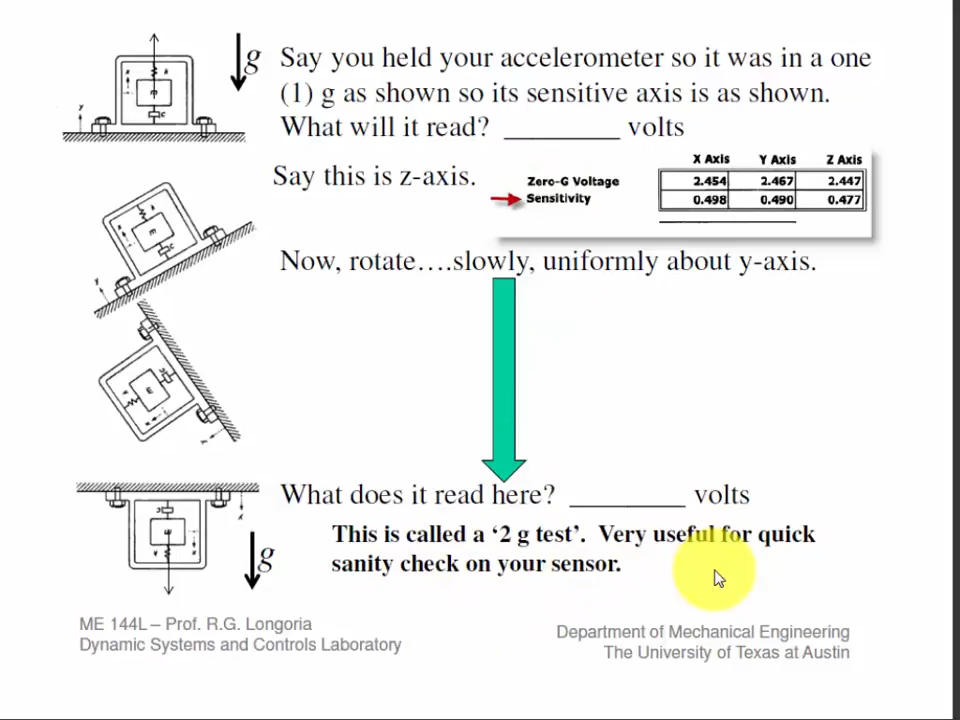 g Say you held your accelerometer so it was in a one
(1) g as shown so its sensitive axis is as shown.
What will it read? ________ volts
Say this is z-axis.
X Axis Y Axis Z Axis
Zero-G Voltage 2.454 2.467 2.447
Sensitivity 0.498 0.490 0.477
Now, rotate….slowly, uniformly about y-axis.
What does it read here? ________ volts
g
This is called a ‘2 g test’. Very useful for quick
sanity check on your sensor.
ME 144L – Prof. R.G. Longoria
Dynamic Systems and Controls Laboratory
Department of Mechanical Engineering
The University of Texas at Austin